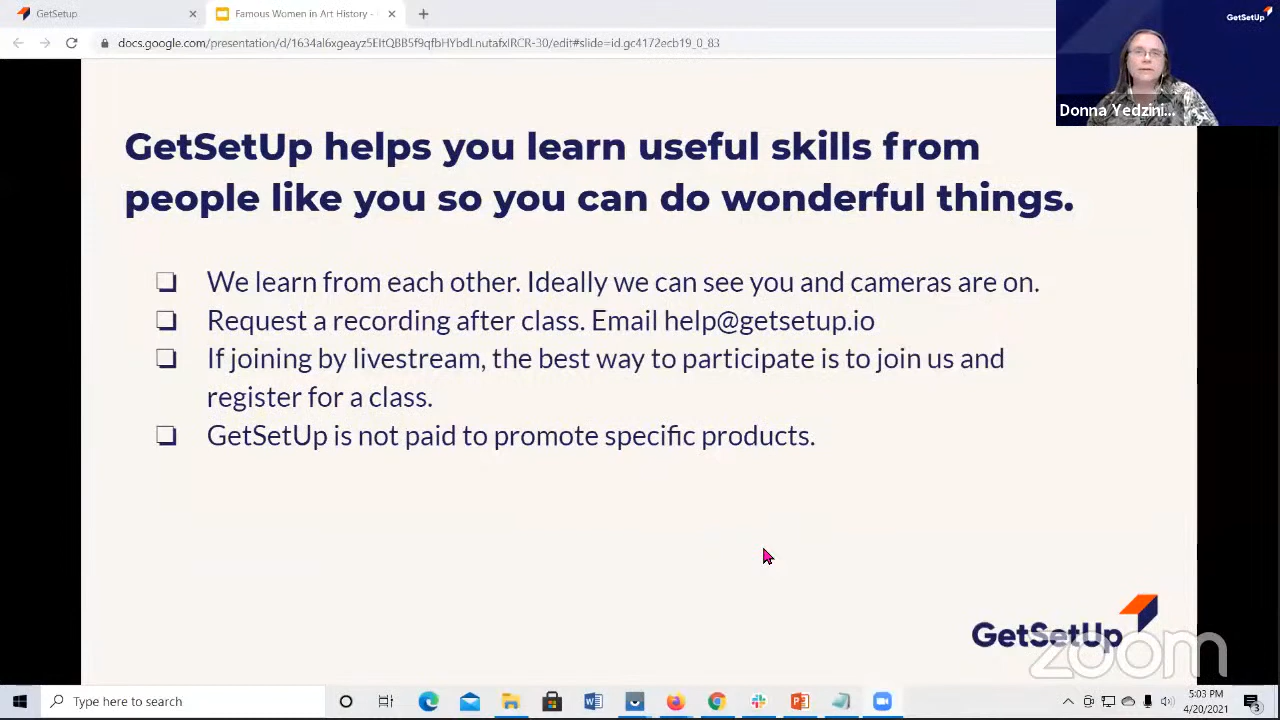 GetSetup
Famous Women in Art History -
docs.google.com/presentation/d/1634al6xgeayz5EItQBB5f9qfbHYbdLnutafxIRCR-30/edit#slide=id.gc4172ecb19_0_83
GetSetUp
Donna Yedzini...
GetSetUp helps you learn useful skills from
people like you so you can do wonderful things.
❏ We learn from each other. Ideally we can see you and cameras are on.
❏ Request a recording after class. Email help@getsetup.io
❏ If joining by livestream, the best way to participate is to join us and
register for a class.
❏ GetSetUp is not paid to promote specific products.
GetSetUp
zoom
Type here to search
5:03 PM
4/20/2021
3